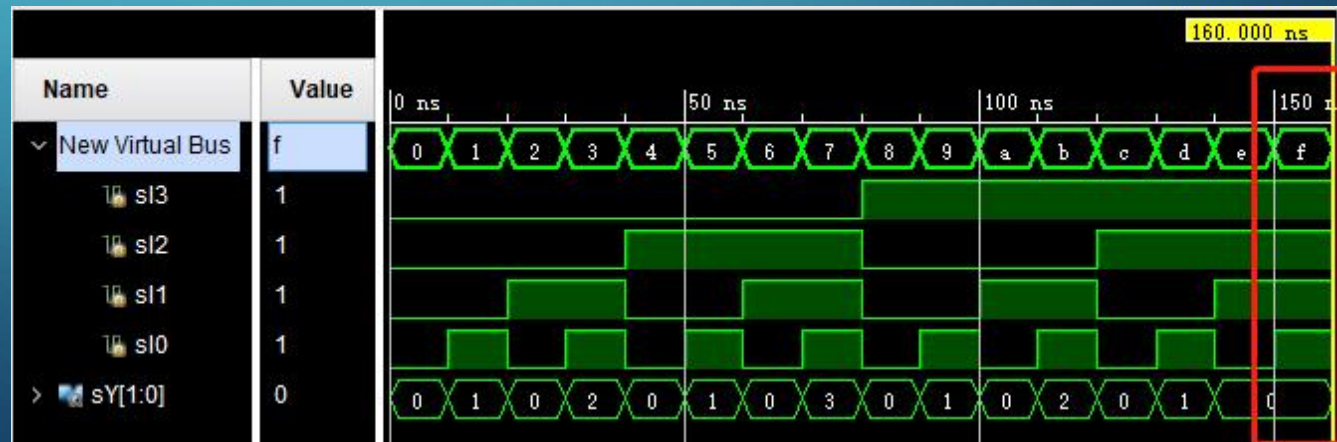 160.000 ns
Name Value
0 ns 50 ns 100 ns 150 n
New Virtual Bus f 0 1 2 3 4 5 6 7 8 9 a b c d e f
sI3 1
sI2 1
sI1 1
sI0 1
sY[1:0] 0 0 1 0 2 0 1 0 3 0 1 0 2 0 1 0